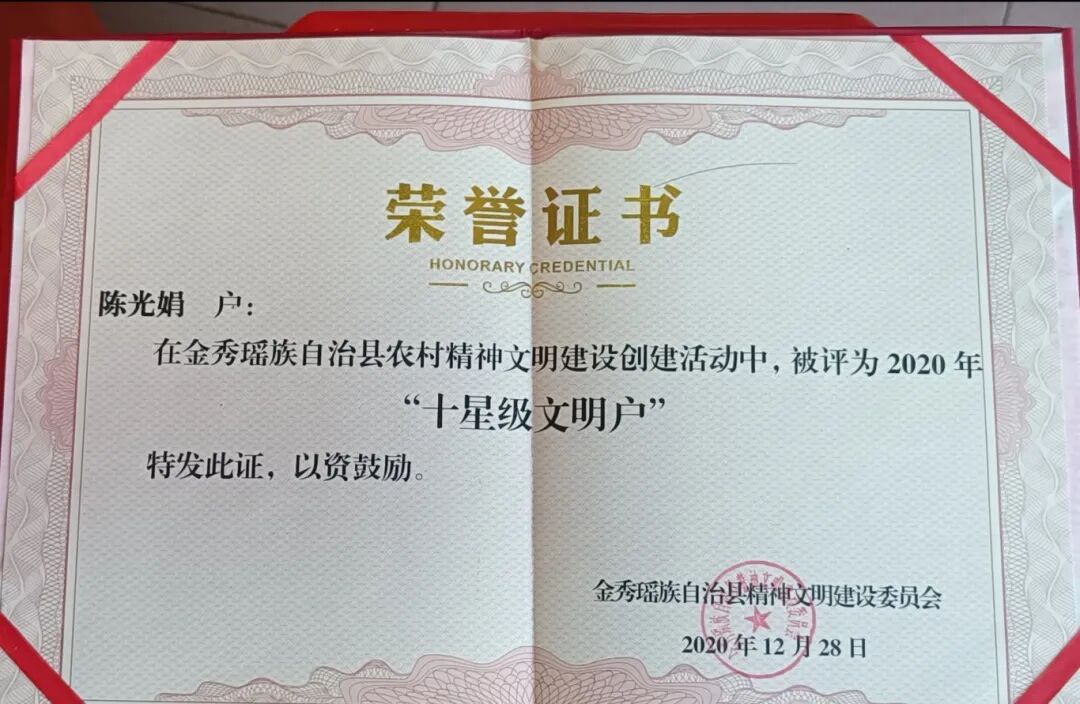 荣誉证书
HONORARY CREDENTIAL
陈光娟 户：
在金秀瑶族自治县农村精神文明建设创建活动中，被评为2020年
“十星级文明户”
特发此证，以资鼓励。
金秀瑶族自治县精神文明建设委员会
2020年12月28日